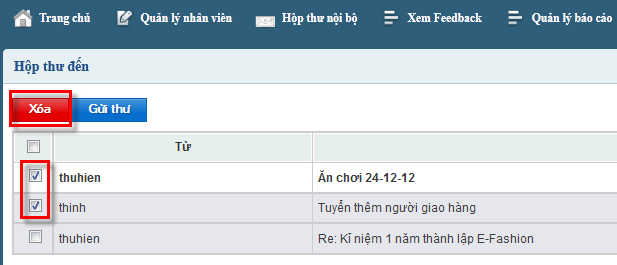 Trang chủ Quản lý nhân viên Hộp thư nội bộ Xem Feedback Quản lý báo cáo
Hộp thư đến
Xóa Gửi thư
Từ
thuhien Ăn chơi 24-12-12
thinh Tuyển thêm người giao hàng
thuhien Re: Kỉ niệm 1 năm thành lập E-Fashion